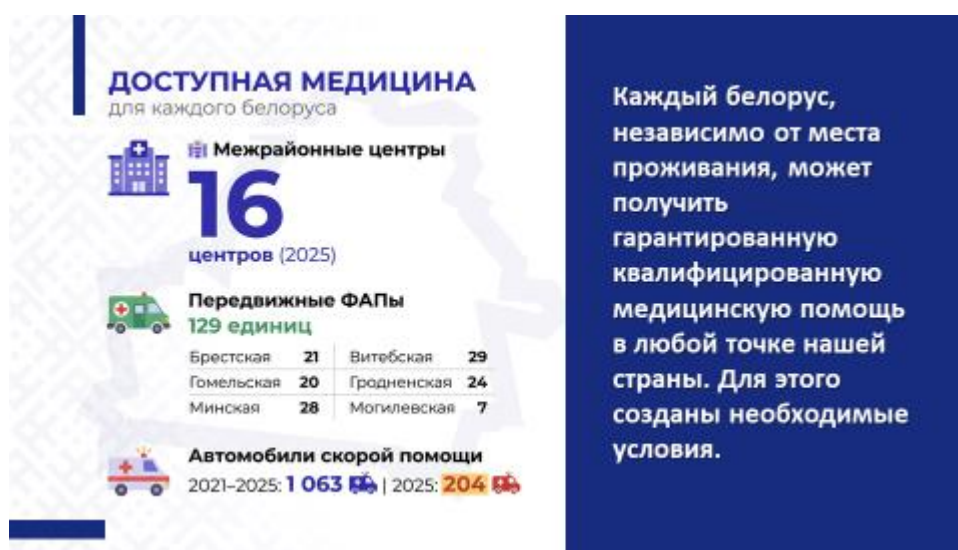 ДОСТУПНАЯ МЕДИЦИНА
для каждого белоруса
Межрайонные центры
16
центров (2025)
Передвижные ФАПы
129 единиц
Брестская 21 Витебская 29
Гомельская 20 Гродненская 24
Минская 28 Могилевская 7
Автомобили скорой помощи
2021–2025: 1 063 | 2025: 204
Каждый белорус,
независимо от места
проживания, может
получить
гарантированную
квалифицированную
медицинскую помощь
в любой точке нашей
страны. Для этого
созданы необходимые
условия.